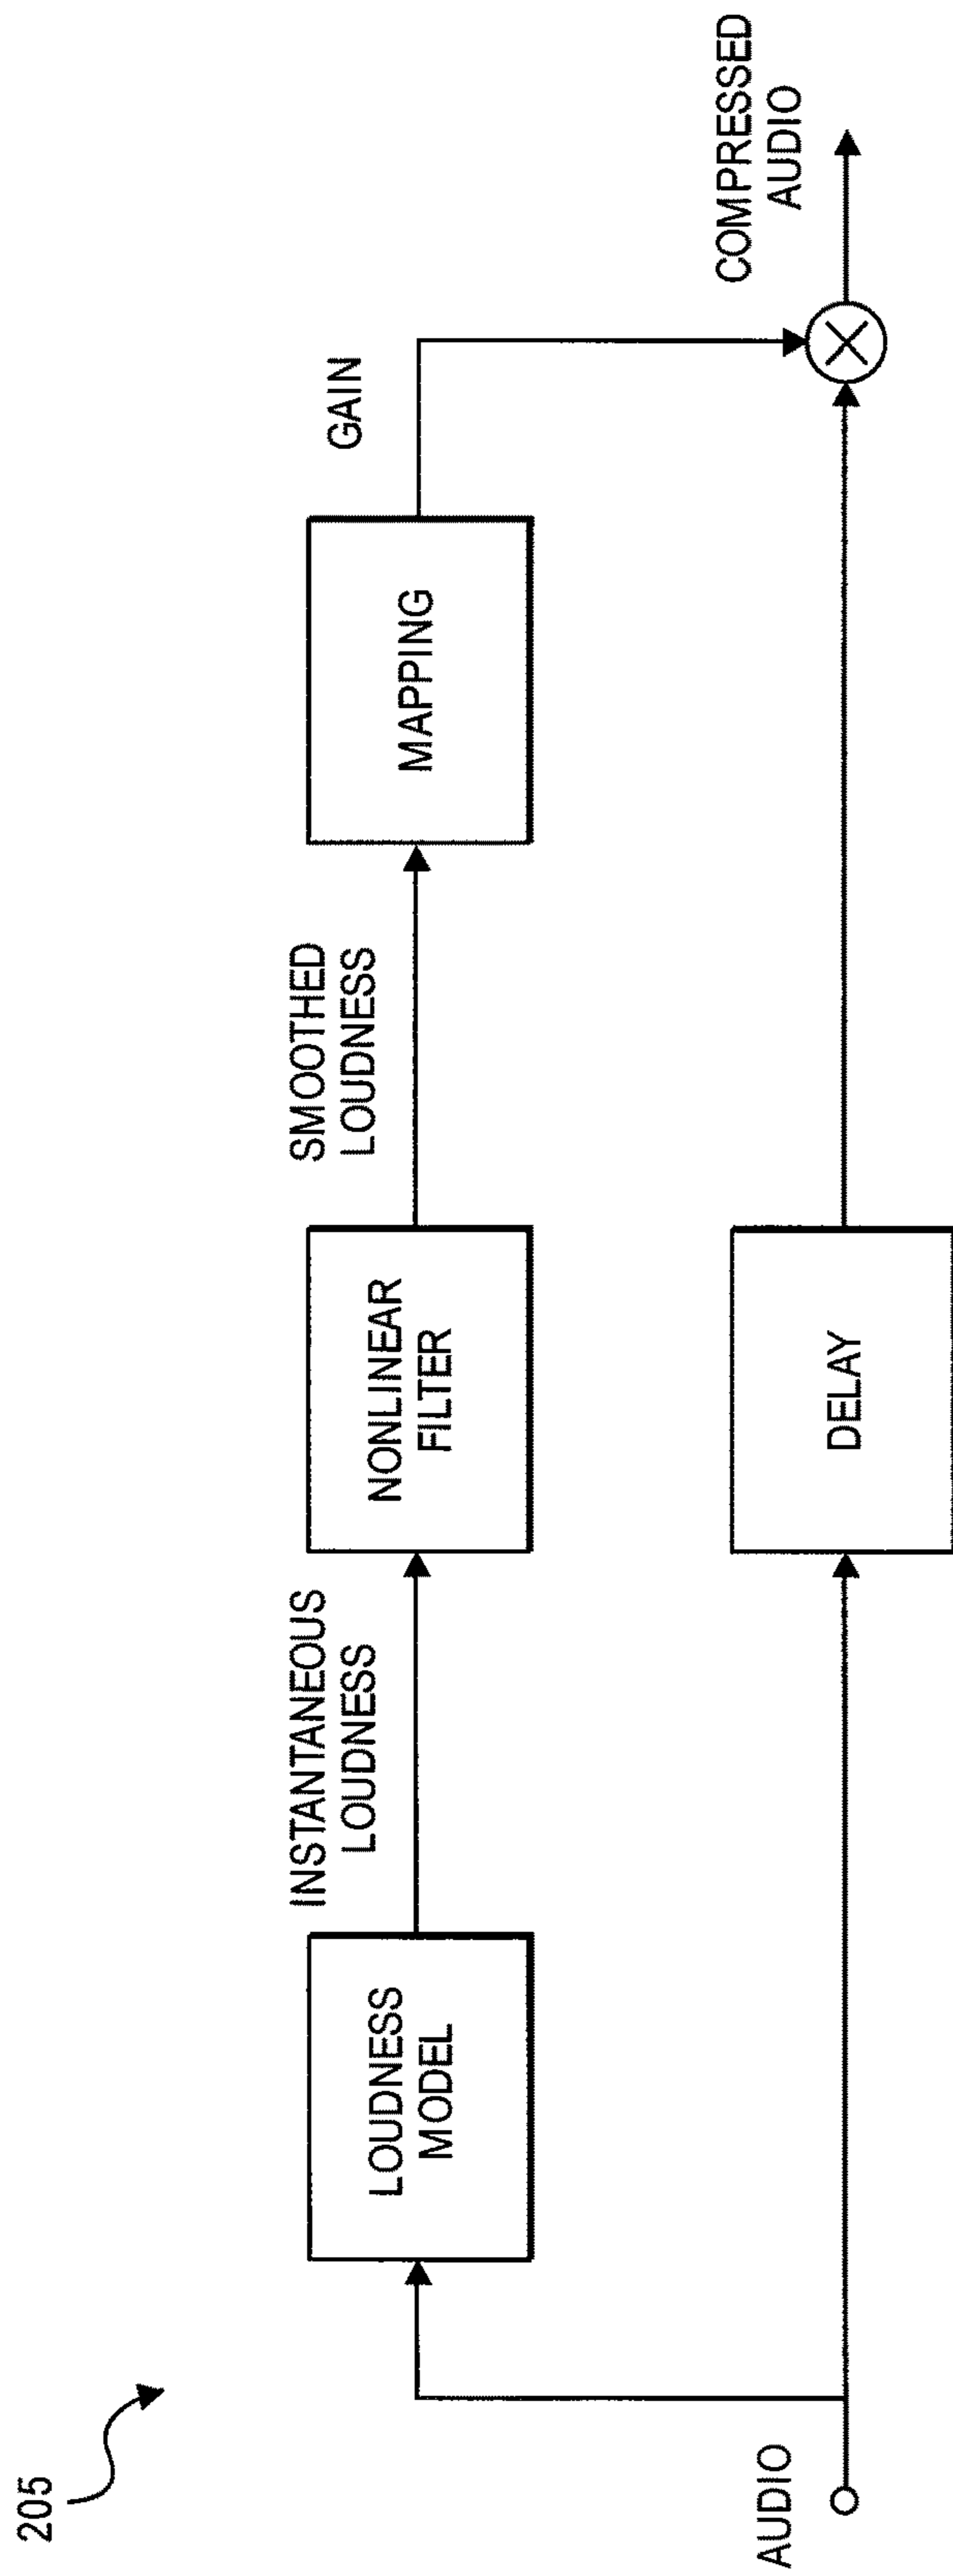 205
AUDIO
LOUDNESS
MODEL
INSTANTANEOUS
LOUDNESS
NONLINEAR
FILTER
SMOOTHED
LOUDNESS
MAPPING
GAIN
DELAY
COMPRESSED
AUDIO